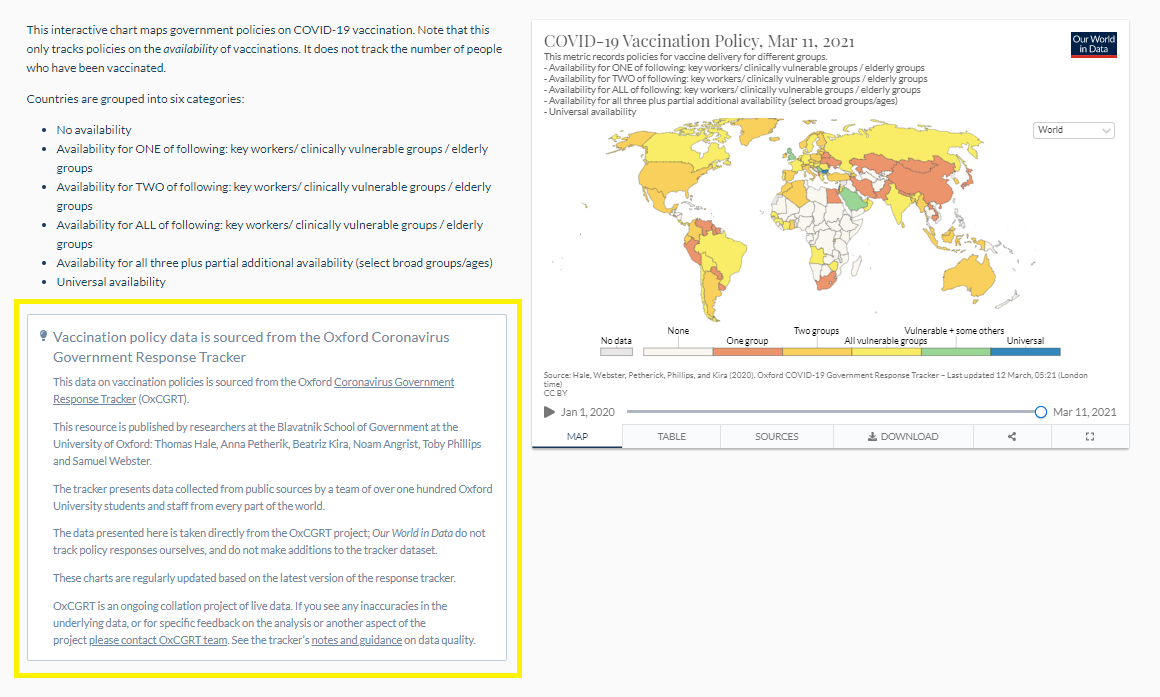 This interactive chart maps government policies on COVID-19 vaccination. Note that this
only tracks policies on the availability of vaccinations. It does not track the number of people
who have been vaccinated.
Countries are grouped into six categories:
• No availability
• Availability for ONE of following: key workers/ clinically vulnerable groups / elderly
groups
• Availability for TWO of following: key workers/ clinically vulnerable groups / elderly
groups
• Availability for ALL of following: key workers/ clinically vulnerable groups / elderly
groups
• Availability for all three plus partial additional availability (select broad groups/ages)
• Universal availability
Vaccination policy data is sourced from the Oxford Coronavirus
Government Response Tracker
This data on vaccination policies is sourced from the Oxford Coronavirus Government
Response Tracker (OxCGRT).
This resource is published by researchers at the Blavatnik School of Government at the
University of Oxford: Thomas Hale, Anna Petherik, Beatriz Kira, Noam Angrist, Toby Phillips
and Samuel Webster.
The tracker presents data collected from public sources by a team of over one hundred Oxford
University students and staff from every part of the world.
The data presented here is taken directly from the OxCGRT project; Our World in Data do not
track policy responses ourselves, and do not make additions to the tracker dataset.
These charts are regularly updated based on the latest version of the response tracker.
OxCGRT is an ongoing collation project of live data. If you see any inaccuracies in the
underlying data, or for specific feedback on the analysis or another aspect of the
project please contact OxCGRT team. See the tracker's notes and guidance on data quality.
COVID-19 Vaccination Policy, Mar 11, 2021
Our World
in Data
This metric records policies for vaccine delivery for different groups.
- Availability for ONE of following: key workers/ clinically vulnerable groups / elderly groups
- Availability for TWO of following: key workers/ clinically vulnerable groups / elderly groups
- Availability for ALL of following: key workers/ clinically vulnerable groups / elderly groups
- Availability for all three plus partial additional availability (select broad groups/ages)
- Universal availability
World
None
Two groups
Vulnerable + some others
No data
One group
All vulnerable groups
Universal
Source: Hale, Webster, Petherick, Phillips, and Kira (2020). Oxford COVID-19 Government Response Tracker – Last updated 12 March, 05:21 (London
time)
CC BY
Jan 1, 2020
Mar 11, 2021
MAP
TABLE
SOURCES
DOWNLOAD